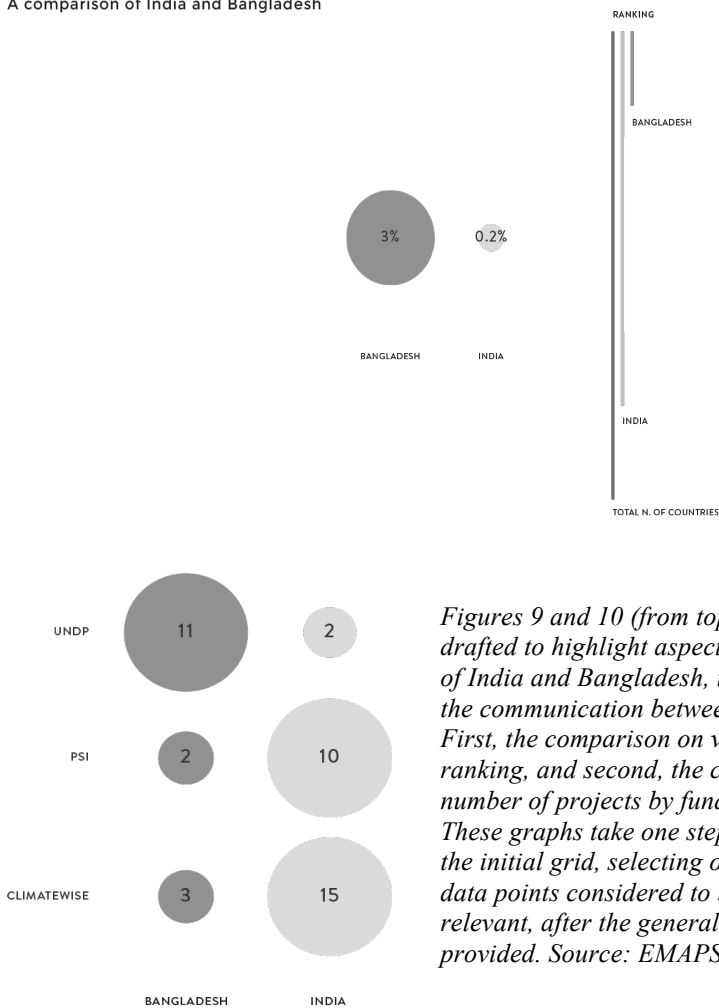 A comparison of India and Bangladesh
RANKING
BANGLADESH
3%
0.2%
BANGLADESH
INDIA
INDIA
TOTAL N. OF COUNTRIES
UNDP
11
2
PSI
2
10
CLIMATEWISE
3
15
BANGLADESH
INDIA
Figures 9 and 10 (from top
drafted to highlight aspect
of India and Bangladesh,
the communication betwee
First, the comparison on
ranking, and second, the
number of projects by fund
These graphs take one step
the initial grid, selecting
data points considered to
relevant, after the general
provided. Source: EMAPS